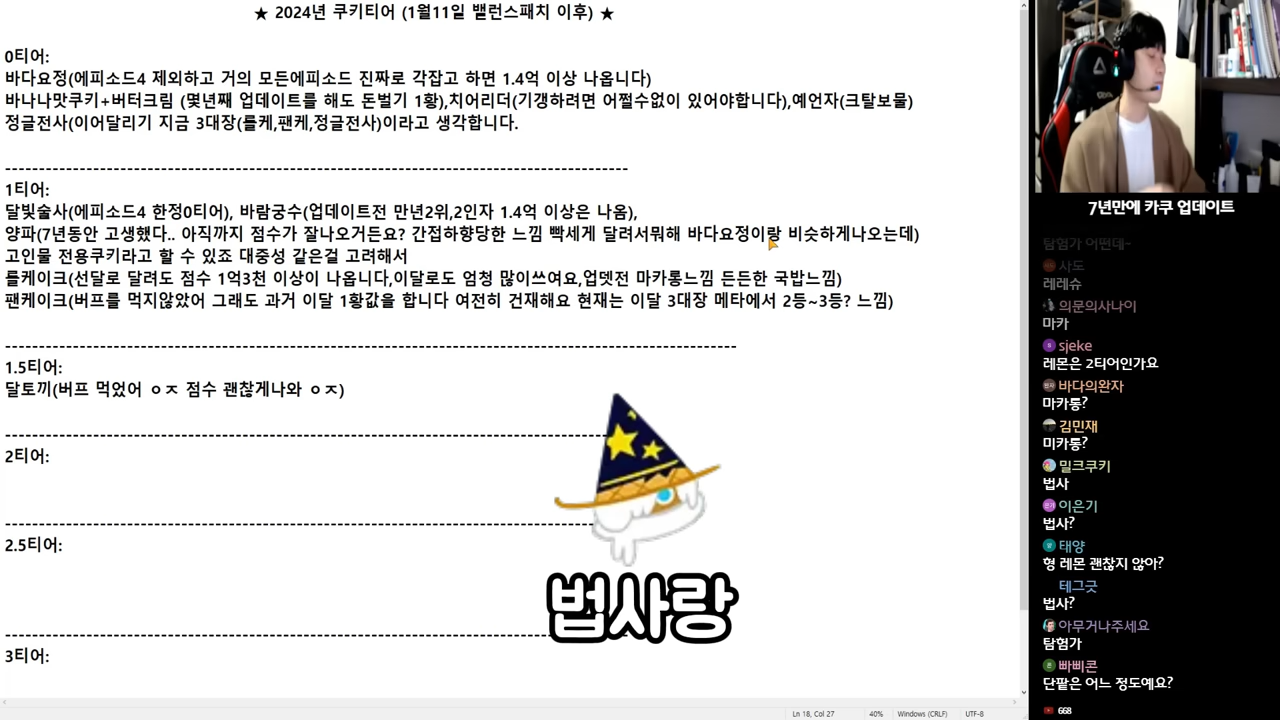 ★ 2024년 쿠키티어 (1월11일 밸런스패치 이후) ★
0티어:
바다요정(에피소드4 제외하고 거의 모든에피소드 진짜로 각잡고 하면 1.4억 이상 나옵니다)
바나나맛쿠키+버터크림 (몇년째 업데이트를 해도 돈벌기 1황),치어리더(기갱하려면 어쩔수없이 있어야합니다),예언자(크탈보물)
정글전사(이어달리기 지금 3대장(롤케,팬케,정글전사)이라고 생각합니다.
--------------------------------------------------------------------------------------
1티어:
달빛술사(에피소드4 한정0티어), 바람궁수(업데이트전 만년2위,2인자 1.4억 이상은 나옴),
양파(7년동안 고생했다.. 아직까지 점수가 잘나오거든요? 간접하향당한 느낌 빡세게 달려서뭐해 바다요정이랑 비슷하게나오는데)
고인물 전용쿠키라고 할 수 있죠 대중성 같은걸 고려해서
롤케이크(선달로 달려도 점수 1억3천 이상이 나옵니다,이달로도 엄청 많이쓰여요,업뎃전 마카롱느낌 든든한 국밥느낌)
팬케이크(버프를 먹지않았어 그래도 과거 이달 1황값을 합니다 여전히 건재해요 현재는 이달 3대장 메타에서 2등~3등? 느낌)
-----------------------------------------------------------------------------------------------------
1.5티어:
달토끼(버프 먹었어 ㅇㅈ 점수 괜찮게나와 ㅇㅈ)
-----------------------------------------------------------------------------------
2티어:
---------------------------------------------------------------------------------
2.5티어:
---------------------------------------------------------------------------
3티어:
법사랑
Ln 18, Col 27
40%
Windows (CRLF)
UTF-8
7년만에 카쿠 업데이트
탐험가 어떤데~
사도
레레슈
의문의사나이
마카
sjeke
레몬은 2티어인가요
바다의완자
마카롱?
김민재
미카롱?
밀크쿠키
법사
이은기
법사?
태양
형 레몬 괜찮지 않아?
테그긋
법사?
아무거나주세요
탐험가
빠삐콘
단팥은 어느 정도예요?
668